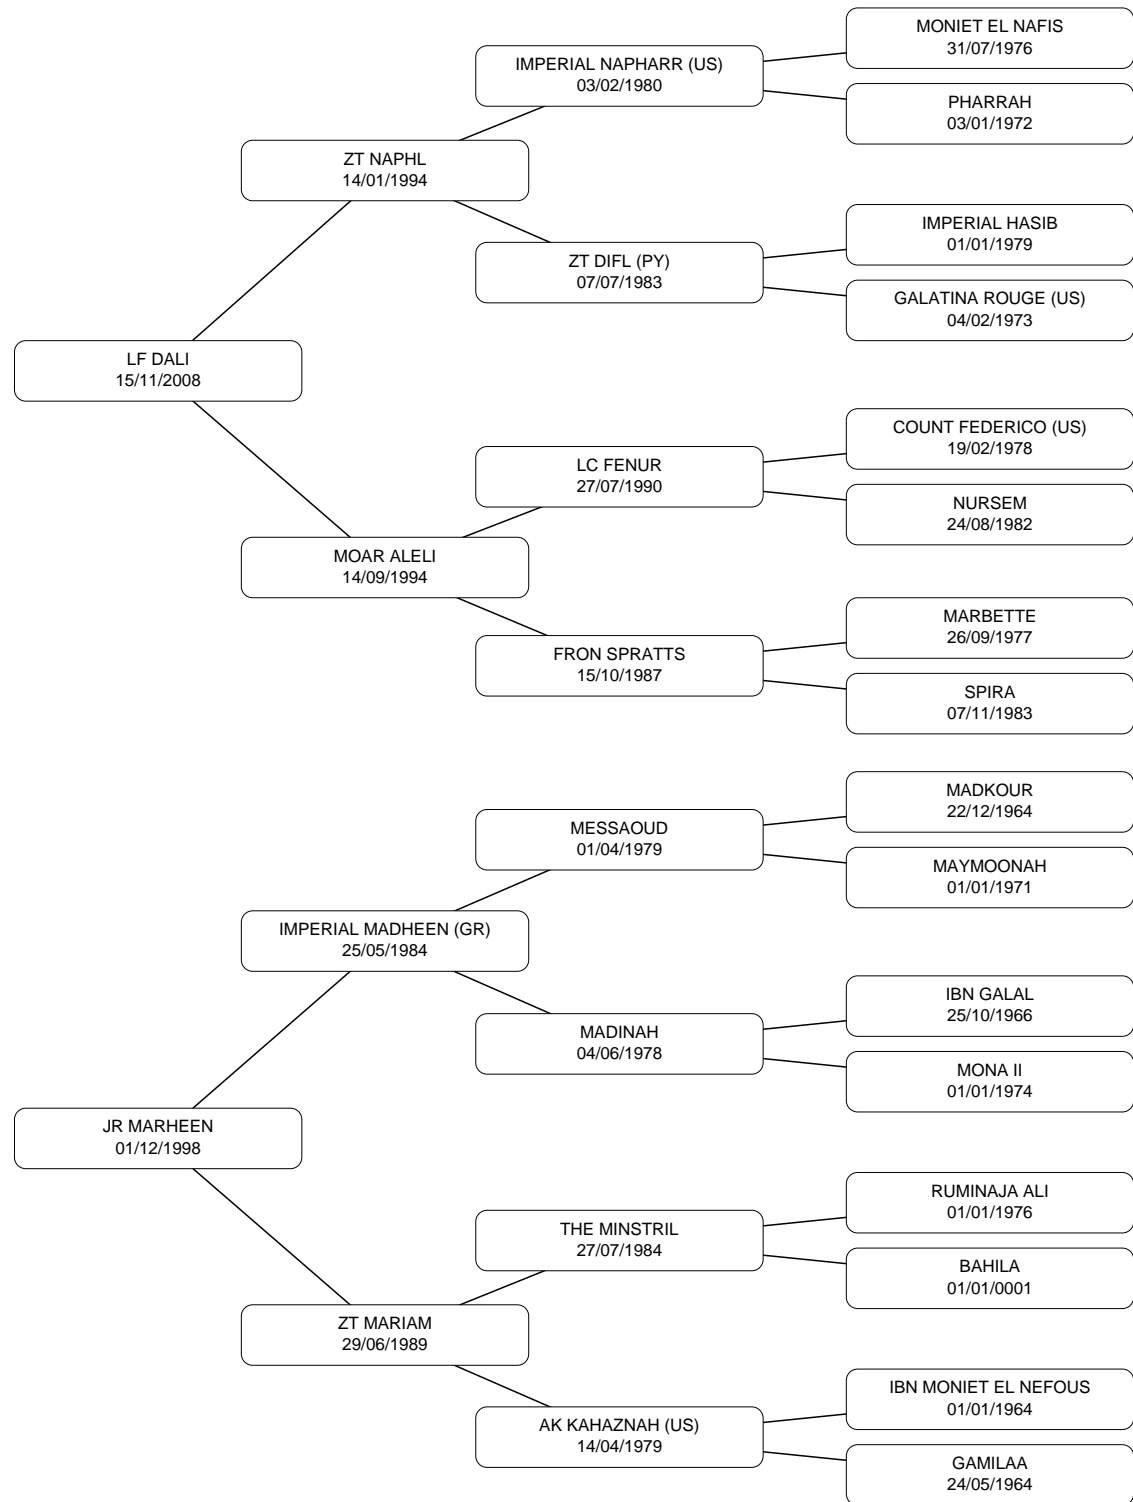 MONIET EL NAFIS
31/07/1976
IMPERIAL NAPHARR (US)
03/02/1980
PHARRAH
03/01/1972
ZT NAPHL
14/01/1994
IMPERIAL HASIB
01/01/1979
ZT DIFL (PY)
07/07/1983
GALATINA ROUGE (US)
04/02/1973
LF DALI
15/11/2008
COUNT FEDERICO (US)
19/02/1978
LC FENUR
27/07/1990
NURSEM
24/08/1982
MOAR ALELI
14/09/1994
MARBETTE
26/09/1977
FRON SPRATTS
15/10/1987
SPIRA
07/11/1983
MADKOUR
22/12/1964
MESSAOUD
01/04/1979
MAYMOONAH
01/01/1971
IMPERIAL MADHEEN (GR)
25/05/1984
IBN GALAL
25/10/1966
MADINAH
04/06/1978
MONA II
01/01/1974
JR MARHEEN
01/12/1998
RUMINAJA ALI
01/01/1976
THE MINSTRIL
27/07/1984
BAHILA
01/01/0001
ZT MARIAM
29/06/1989
IBN MONIET EL NEFOUS
01/01/1964
AK KAHAZNAH (US)
14/04/1979
GAMILAA
24/05/1964